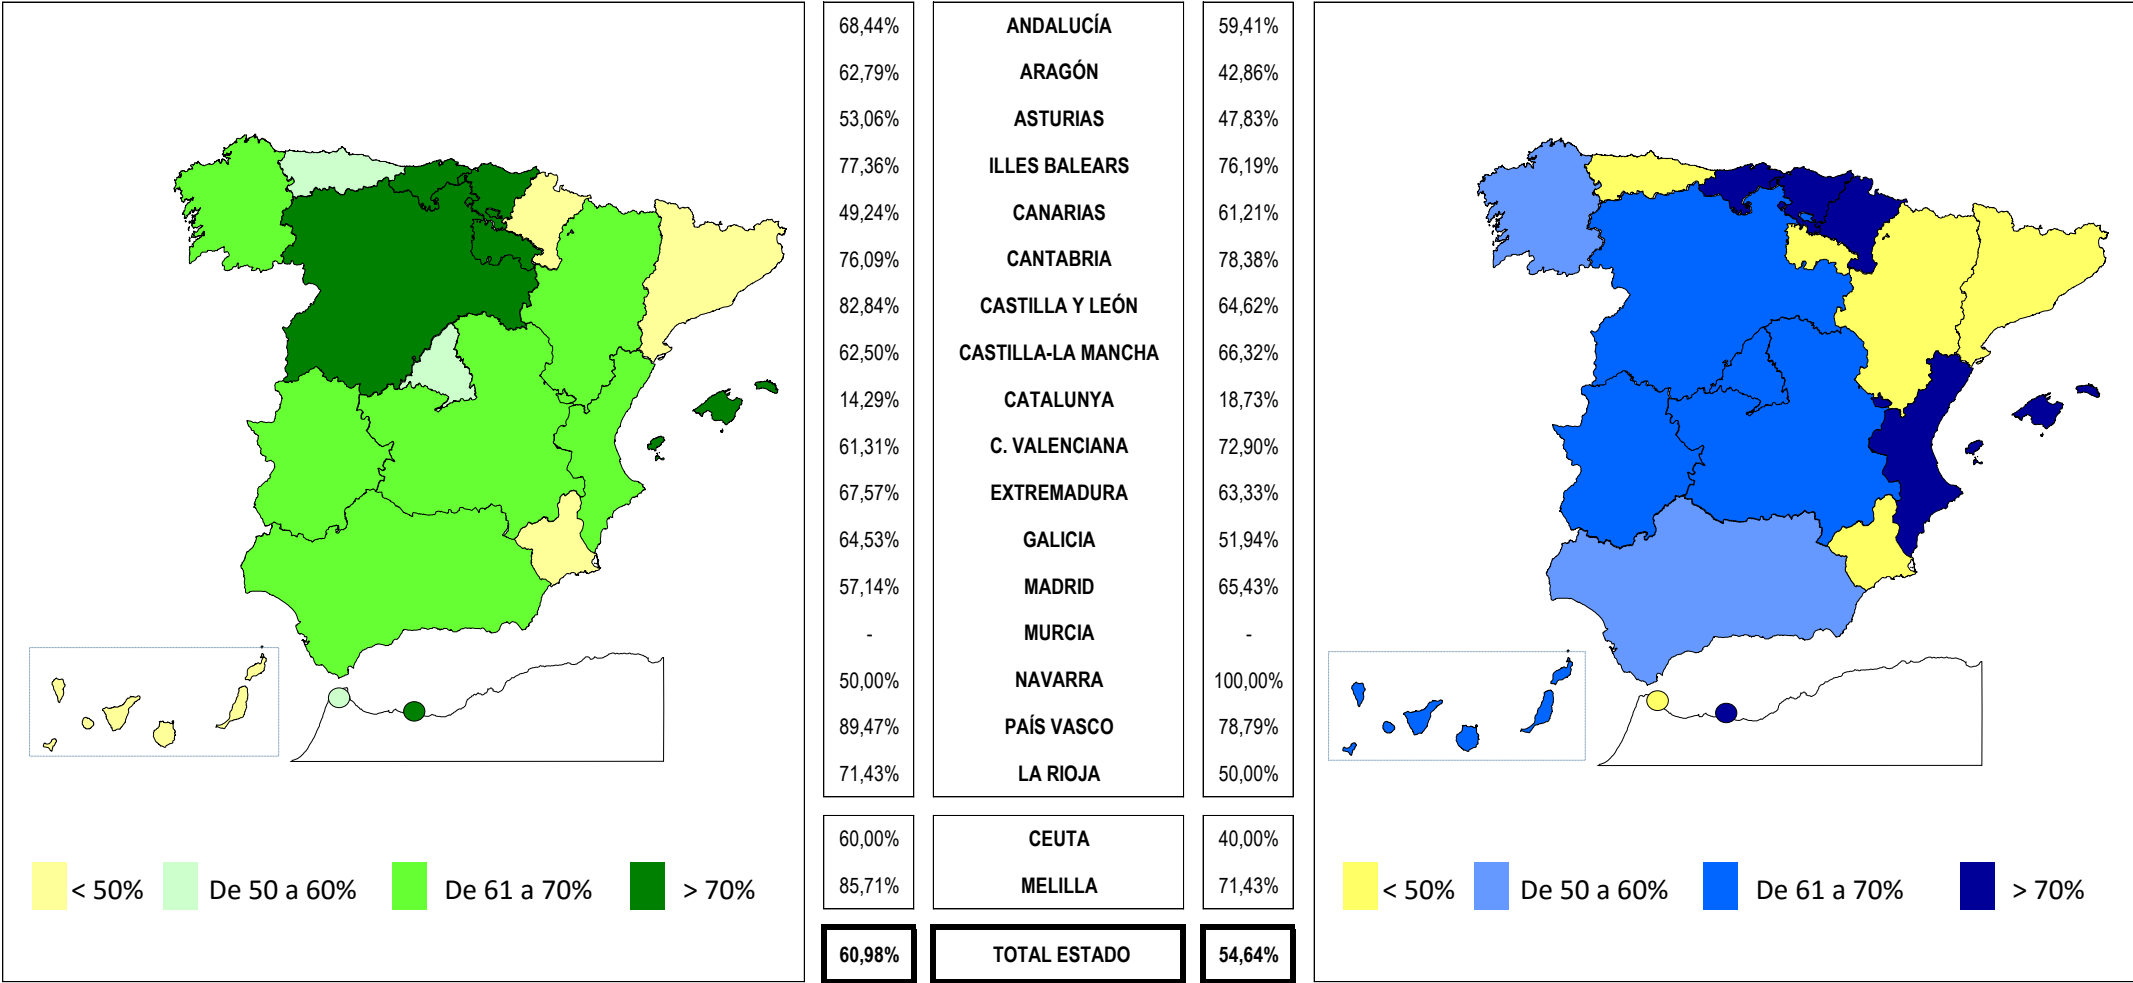 68,44% ANDALUCÍA 59,41%
62,79% ARAGÓN 42,86%
53,06% ASTURIAS 47,83%
77,36% ILLES BALEARS 76,19%
49,24% CANARIAS 61,21%
76,09% CANTABRIA 78,38%
82,84% CASTILLA Y LEÓN 64,62%
62,50% CASTILLA-LA MANCHA 66,32%
14,29% CATALUNYA 18,73%
61,31% C. VALENCIANA 72,90%
67,57% EXTREMADURA 63,33%
64,53% GALICIA 51,94%
57,14% MADRID 65,43%
- MURCIA -
50,00% NAVARRA 100,00%
89,47% PAÍS VASCO 78,79%
71,43% LA RIOJA 50,00%
60,00% CEUTA 40,00%
85,71% MELILLA 71,43%
60,98% TOTAL ESTADO 54,64%
< 50% De 50 a 60% De 61 a 70% > 70%
< 50% De 50 a 60% De 61 a 70% > 70%